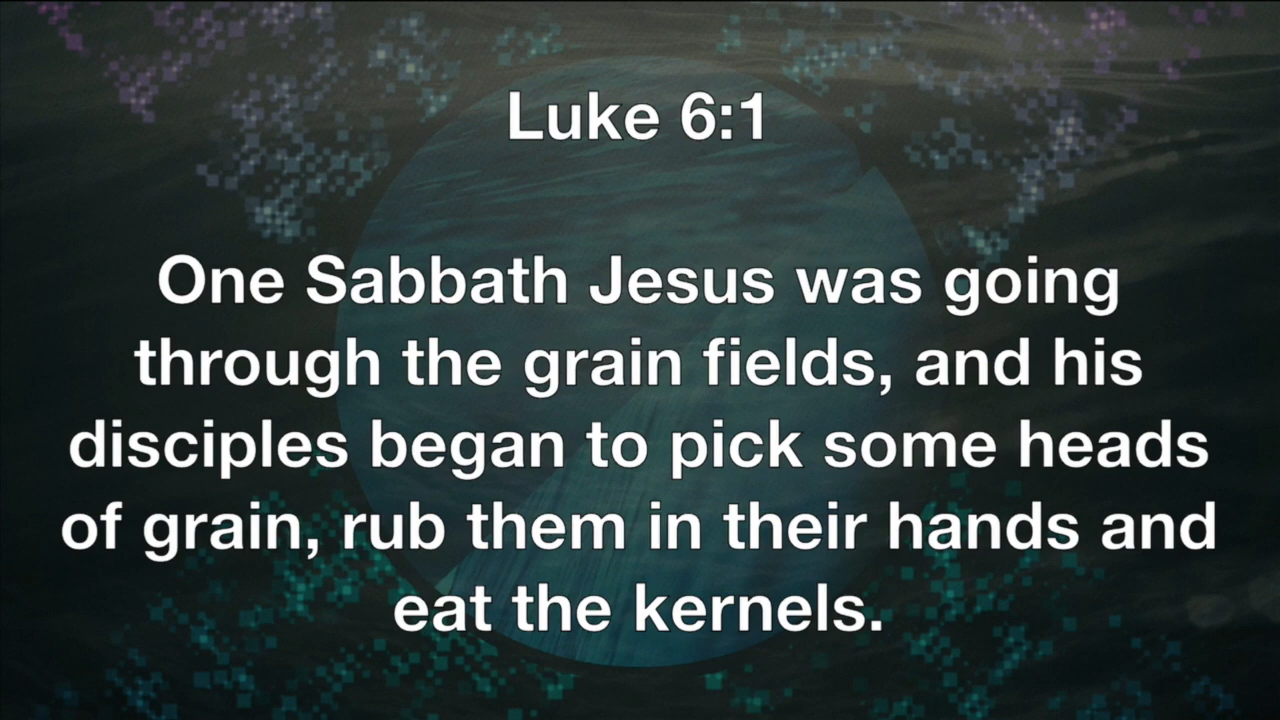 Luke 6:1
One Sabbath Jesus was going
through the grain fields, and his
disciples began to pick some heads
of grain, rub them in their hands and
eat the kernels.